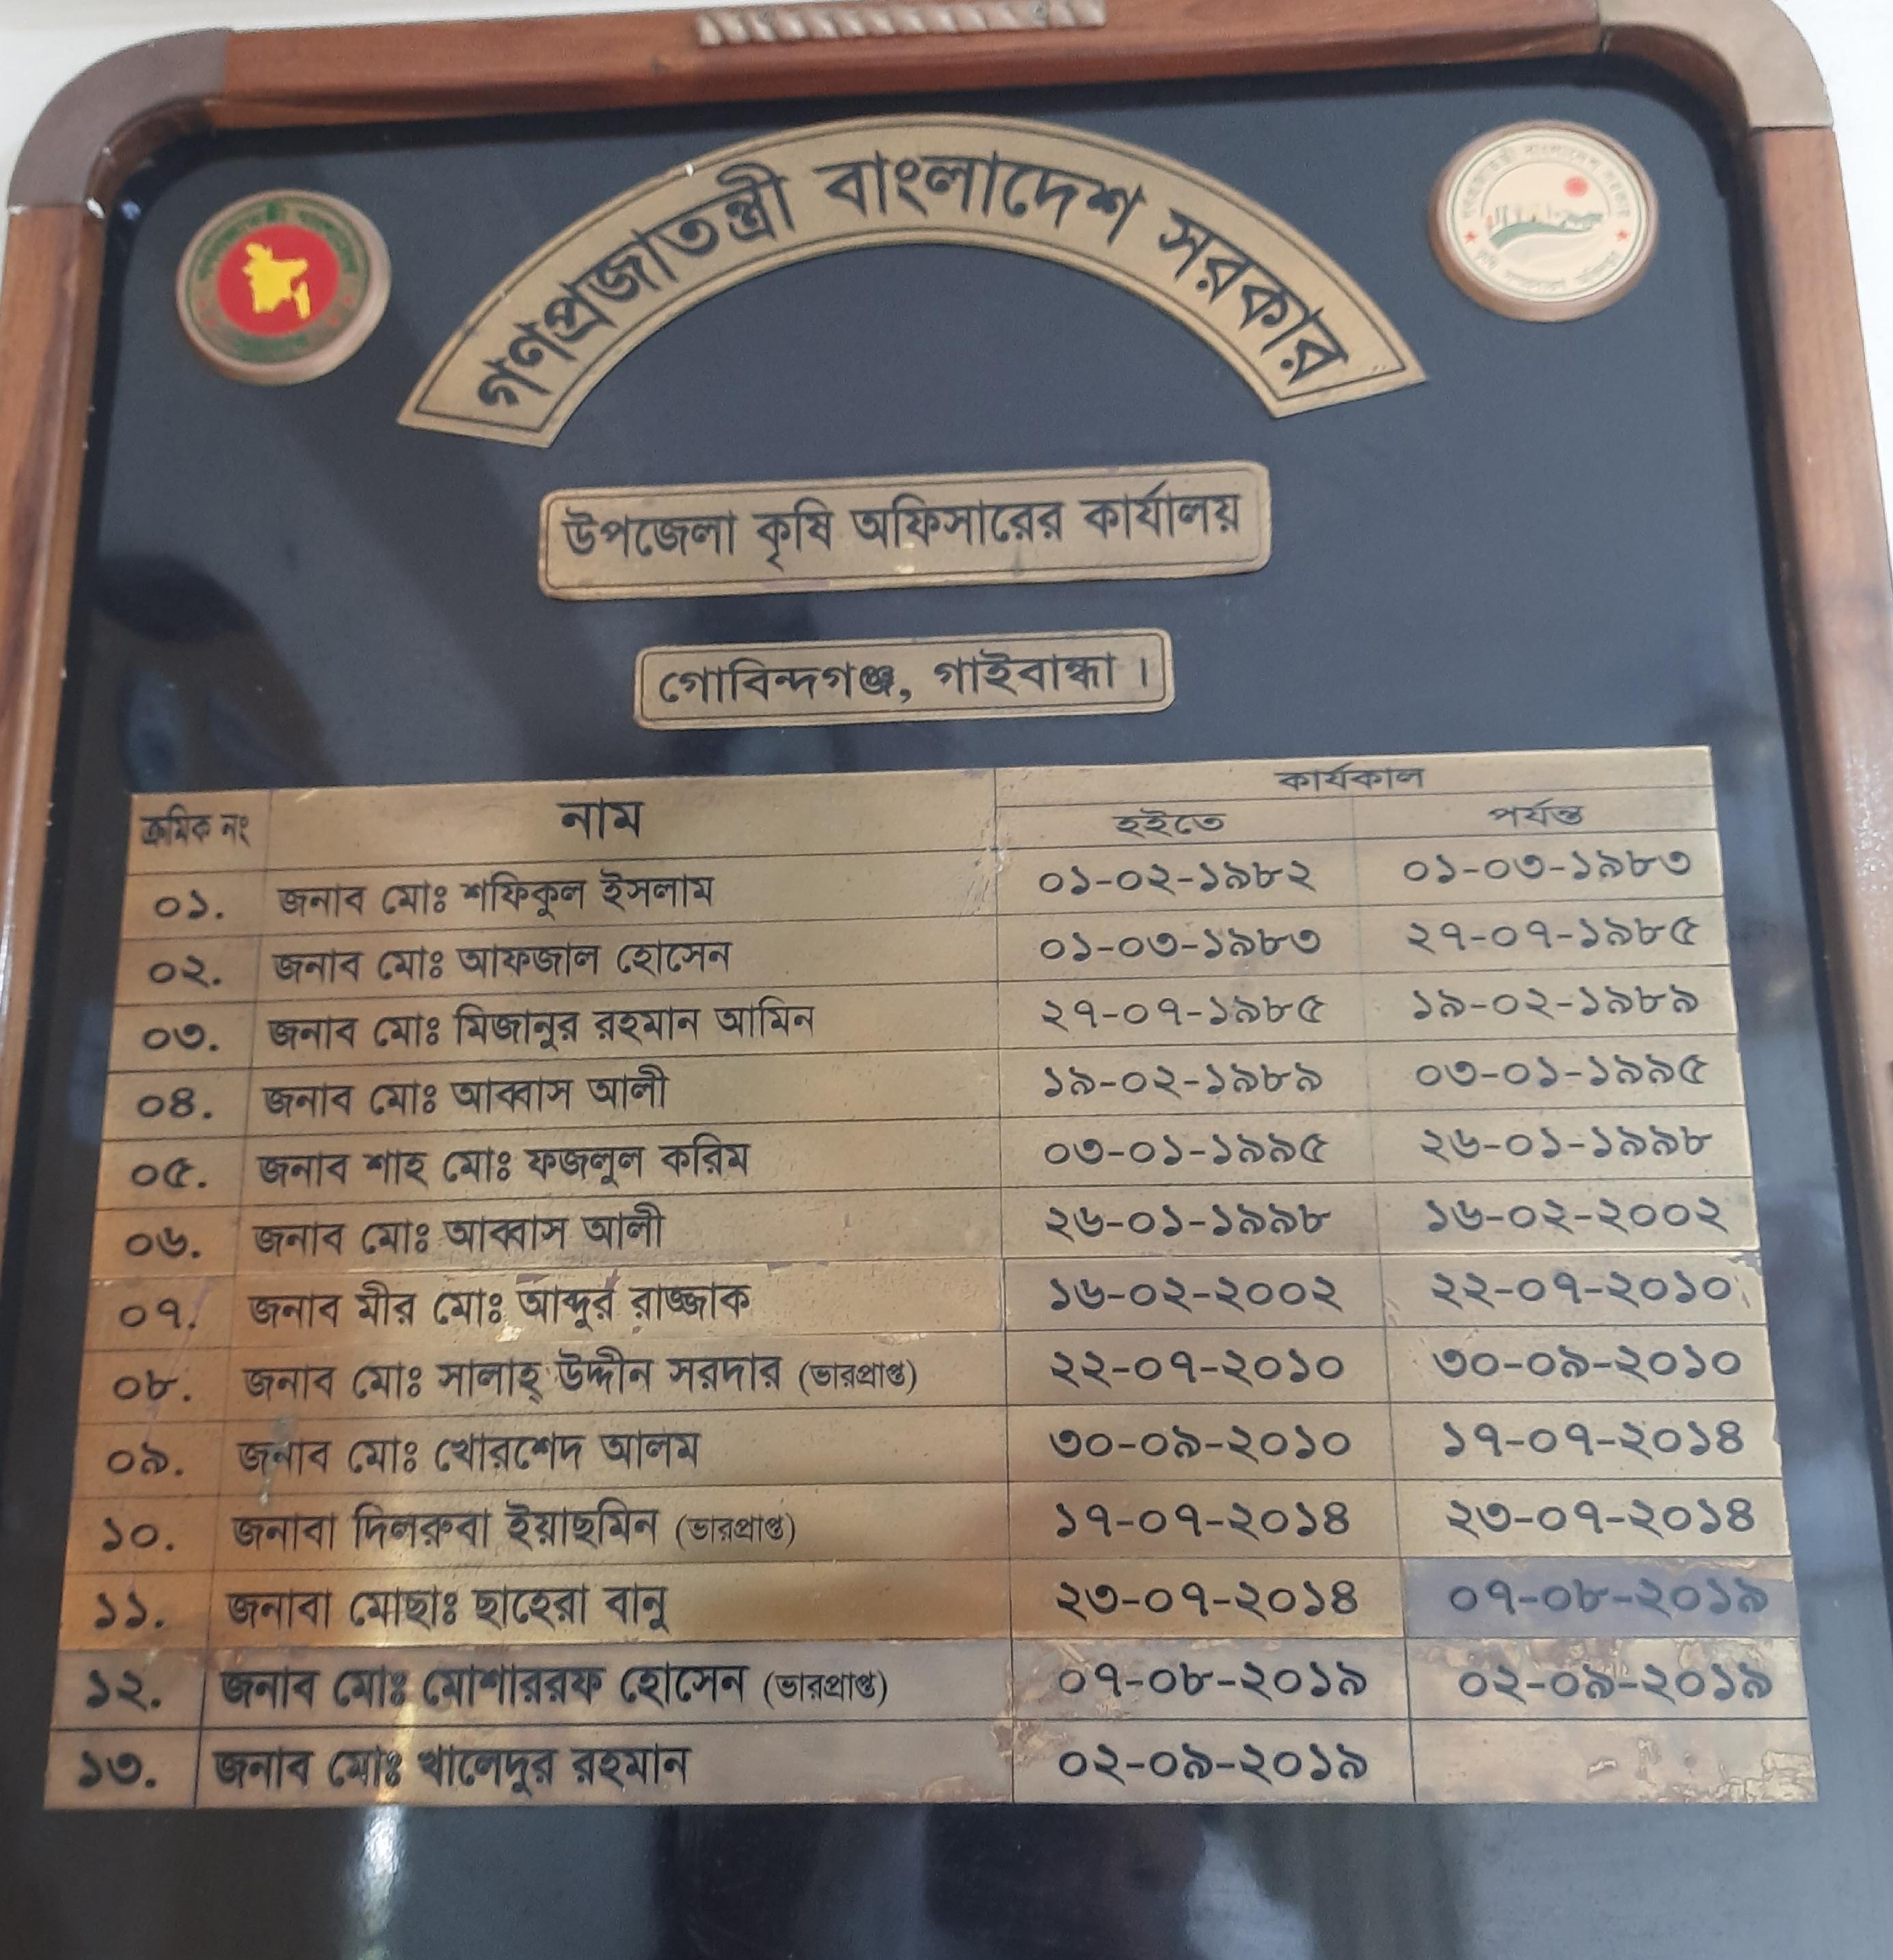 গণপ্রজাতন্ত্রী বাংলাদেশ সরকার
উপজেলা কৃষি অফিসারের কার্যালয়
গোবিন্দগঞ্জ, গাইবান্ধা ।
ক্রমিক নং নাম কার্যকাল
হইতে পর্যন্ত
০১. জনাব মোঃ শফিকুল ইসলাম ০১-০২-১৯৮২ ০১-০৩-১৯৮৩
০২. জনাব মোঃ আফজাল হোসেন ০১-০৩-১৯৮৩ ২৭-০৭-১৯৮৫
০৩. জনাব মোঃ মিজানুর রহমান আমিন ২৭-০৭-১৯৮৫ ১৯-০২-১৯৮৯
০৪. জনাব মোঃ আব্বাস আলী ১৯-০২-১৯৮৯ ০৩-০১-১৯৯৫
০৫. জনাব শাহ মোঃ ফজলুল করিম ০৩-০১-১৯৯৫ ২৬-০১-১৯৯৮
০৬. জনাব মোঃ আব্বাস আলী ২৬-০১-১৯৯৮ ১৬-০২-২০০২
০৭. জনাব মীর মোঃ আব্দুর রাজ্জাক ১৬-০২-২০০২ ২২-০৭-২০১০
০৮. জনাব মোঃ সালাহ্ উদ্দীন সরদার (ভারপ্রাপ্ত) ২২-০৭-২০১০ ৩০-০৯-২০১০
০৯. জনাব মোঃ খোরশেদ আলম ৩০-০৯-২০১০ ১৭-০৭-২০১৪
১০. জনাবা দিলরুবা ইয়াছমিন (ভারপ্রাপ্ত) ১৭-০৭-২০১৪ ২৩-০৭-২০১৪
১১. জনাবা মোছাঃ ছাহেরা বানু ২৩-০৭-২০১৪ ০৭-০৮-২০১৯
১২. জনাব মোঃ মোশাররফ হোসেন (ভারপ্রাপ্ত) ০৭-০৮-২০১৯ ০২-০৯-২০১৯
১৩. জনাব মোঃ খালেদুর রহমান ০২-০৯-২০১৯